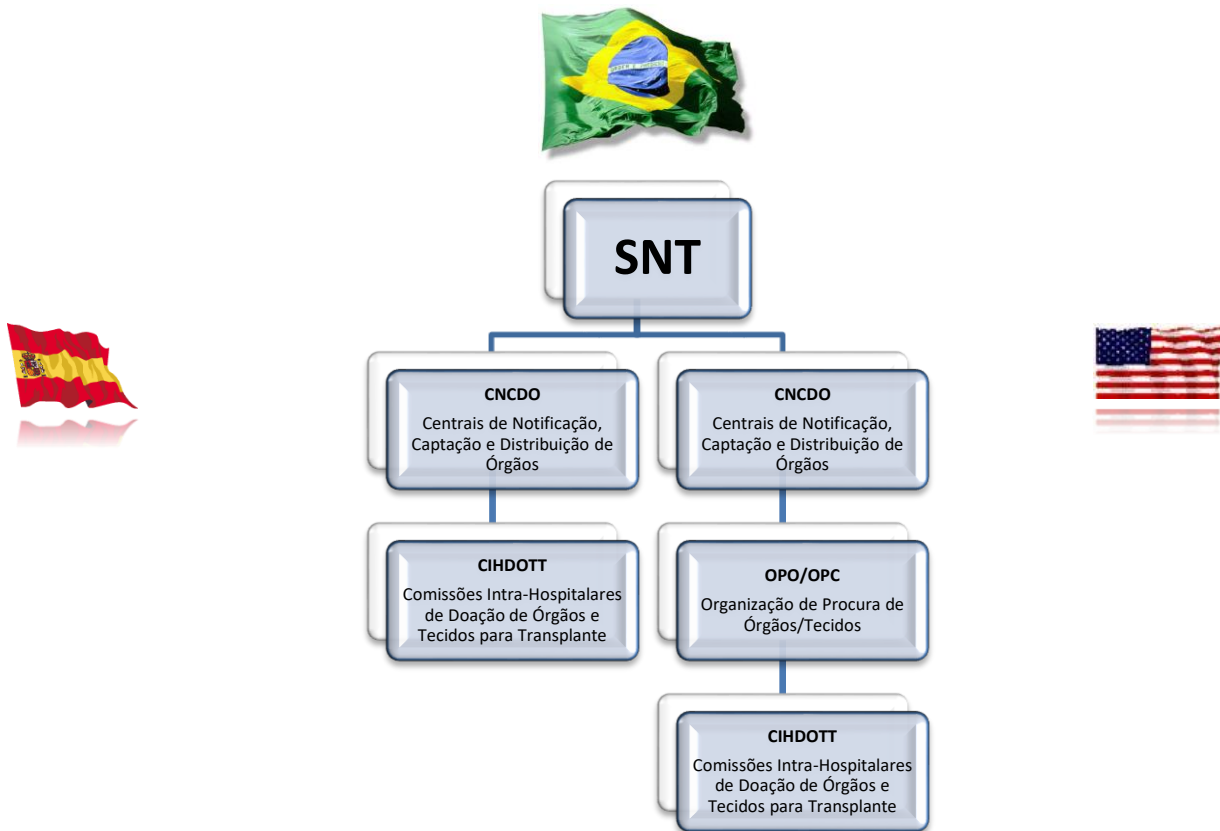 SNT
CNCDO
Centrais de Notificação,
Captação e Distribuição de
Órgãos
CNCDO
Centrais de Notificação,
Captação e Distribuição de
Órgãos
CIHDOTT
Comissões Intra-Hospitalares
de Doação de Órgãos e
Tecidos para Transplante
OPO/OPC
Organização de Procura de
Órgãos/Tecidos
CIHDOTT
Comissões Intra-Hospitalares
de Doação de Órgãos e
Tecidos para Transplante